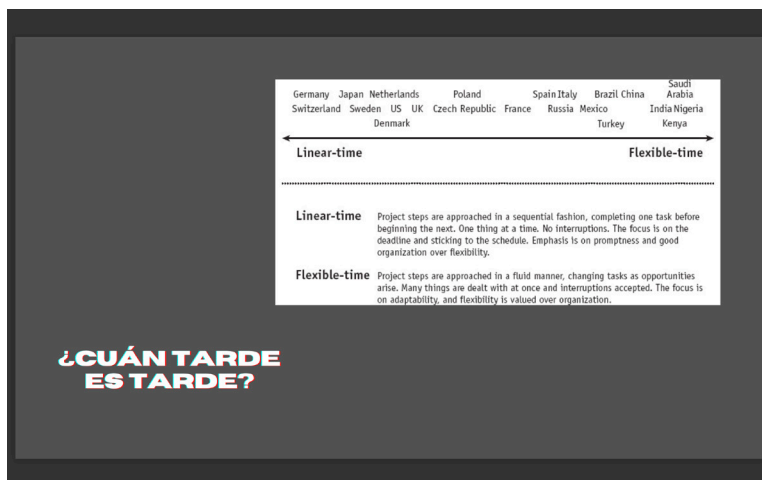 Saudi
Germany Japan Netherlands Poland Spain Italy Brazil China Arabia
Switzerland Sweden US UK Czech Republic France Russia Mexico India Nigeria
Denmark Turkey Kenya
Linear-time Flexible-time
Linear-time Project steps are approached in a sequential fashion, completing one task before
beginning the next. One thing at a time. No interruptions. The focus is on the
deadline and sticking to the schedule. Emphasis is on promptness and good
organization over flexibility.
Flexible-time Project steps are approached in a fluid manner, changing tasks as opportunities
arise. Many things are dealt with at once and interruptions accepted. The focus is
on adaptability, and flexibility is valued over organization.
¿CUÁN TARDE
ES TARDE?